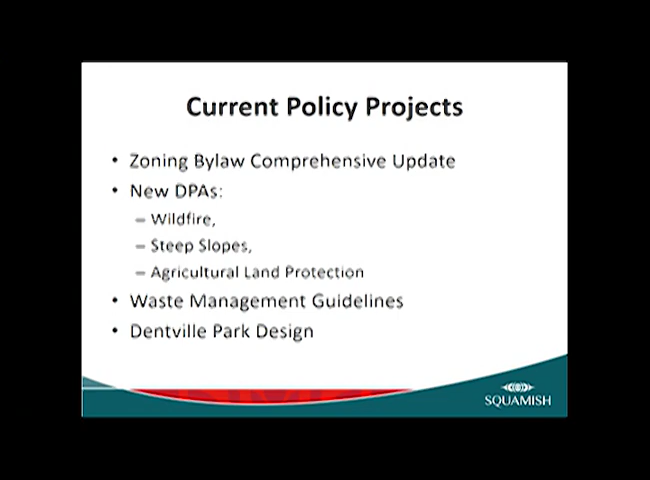 Current Policy Projects
• Zoning Bylaw Comprehensive Update
• New DPAs:
– Wildfire,
– Steep Slopes,
– Agricultural Land Protection
• Waste Management Guidelines
• Dentville Park Design
SQUAMISH